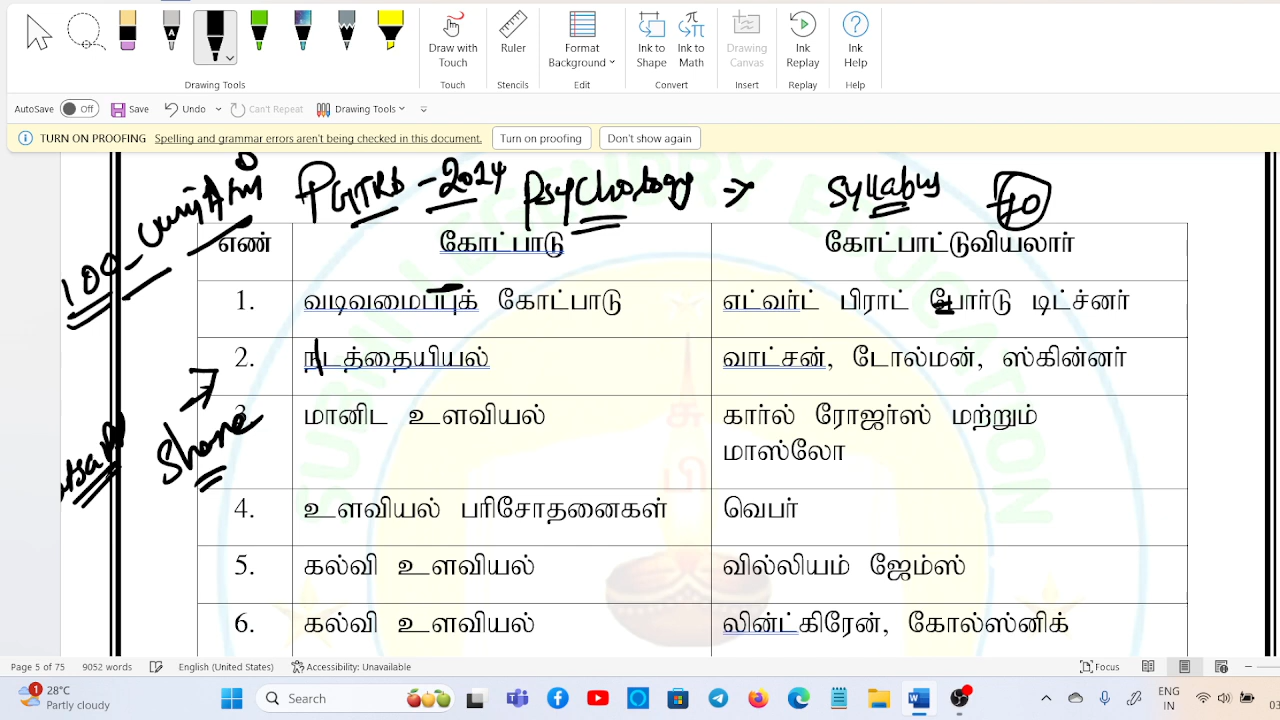 Draw with Touch
Ruler
Format Background
Ink to Shape
Ink to Math
Drawing Canvas
Ink Replay
Ink Help
Drawing Tools
Touch
Stencils
Edit
Convert
Insert
Replay
Help
AutoSave Off Save Undo Can't Repeat Drawing Tools
TURN ON PROOFING Spelling and grammar errors aren't being checked in this document. Turn on proofing Don't show again
PGTRB - 2024 Psychology → Syllabus
100 -
எண் கோட்பாடு கோட்பாட்டுவியலார்
1. வடிவமைப்புக் கோட்பாடு எட்வர்ட் பிராட் போர்டு டிட்ச்னர்
2. நடத்தையியல் வாட்சன், டோல்மன், ஸ்கின்னர்
3. மானிட உளவியல் கார்ல் ரோஜர்ஸ் மற்றும்
மாஸ்லோ
Share
4. உளவியல் பரிசோதனைகள் வெபர்
5. கல்வி உளவியல் வில்லியம் ஜேம்ஸ்
6. கல்வி உளவியல் லின்ட்கிரேன், கோல்ஸ்னிக்
சு
பி
Page 5 of 75 9052 words English (United States) Accessibility: Unavailable Focus
1 28°C
Partly cloudy
Search
ENG
IN
03